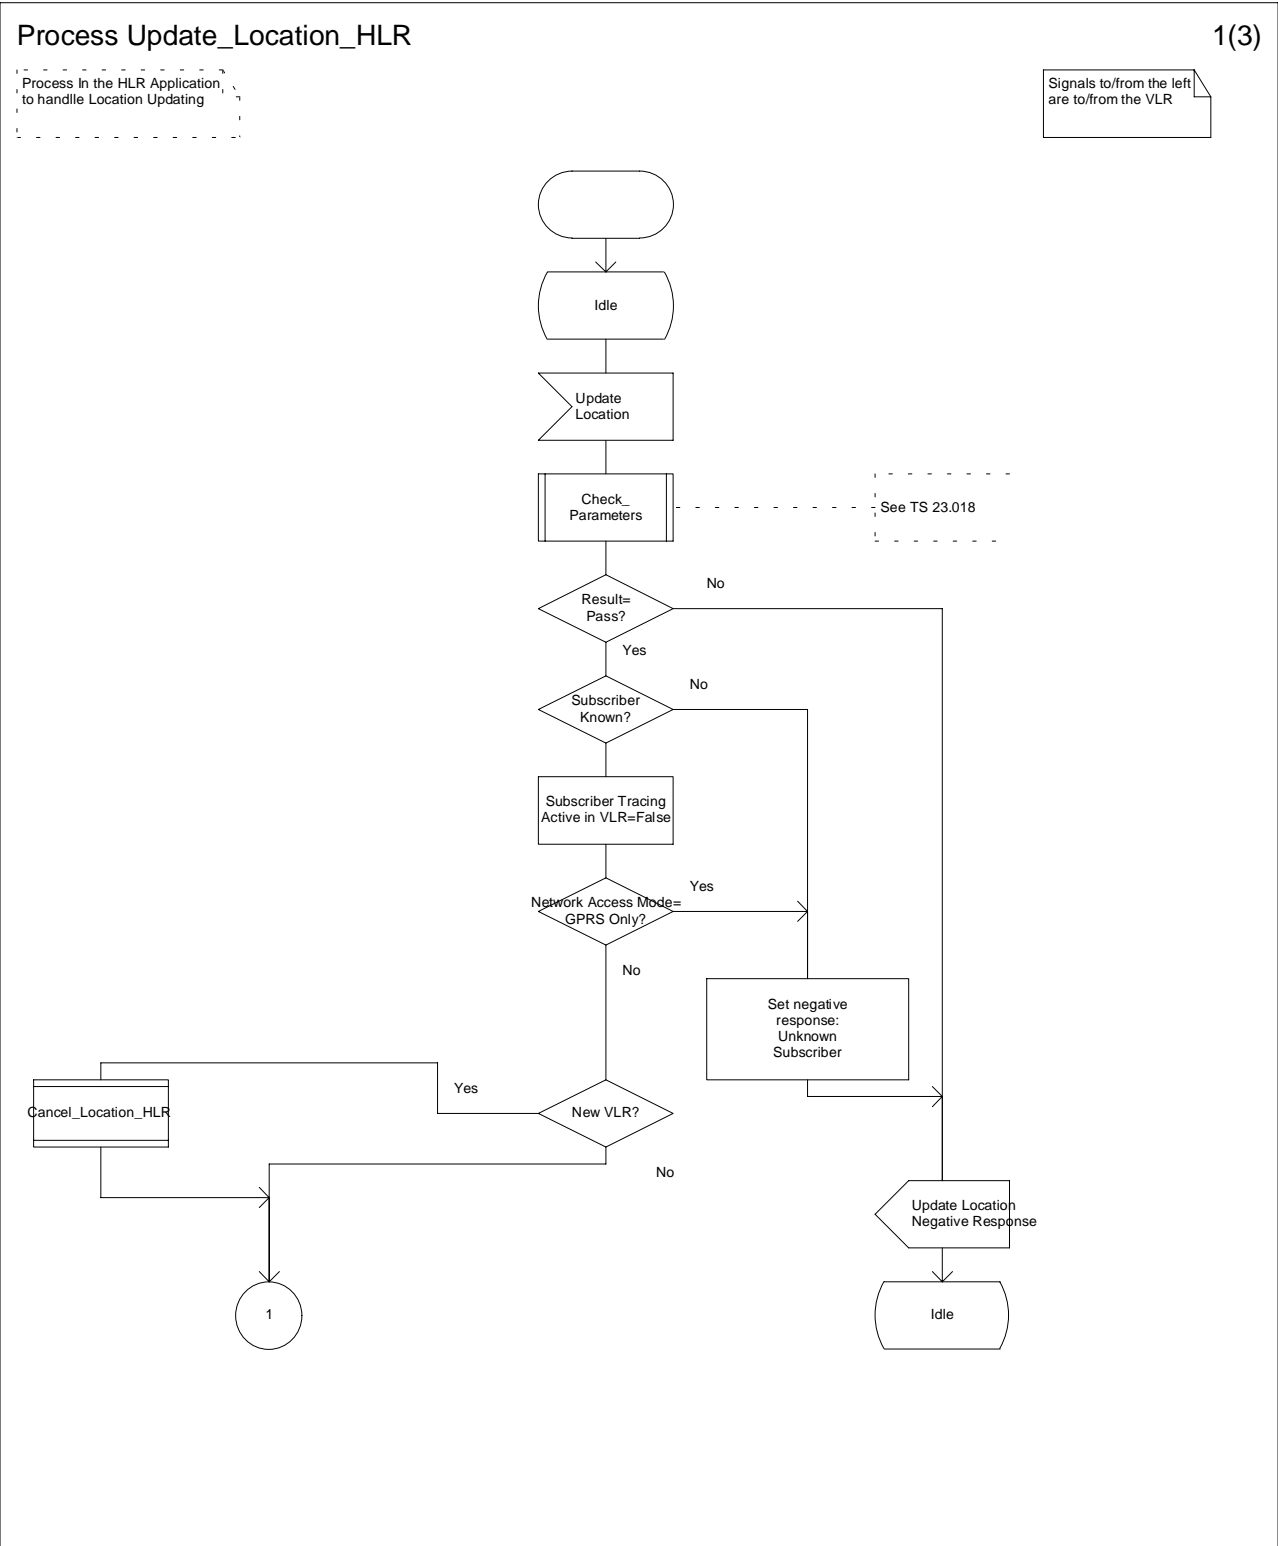 Process Update_Location_HLR
1(3)
Process In the HLR Application
to handlle Location Updating
Signals to/from the left
are to/from the VLR
Idle
Update
Location
Check_
Parameters
See TS 23.018
Result=
Pass?
No
Yes
Subscriber
Known?
No
Subscriber Tracing
Active in VLR=False
Network Access Mode=
GPRS Only?
Yes
No
Set negative
response:
Unknown
Subscriber
Cancel_Location_HLR
Yes
New VLR?
No
Update Location
Negative Response
1
Idle